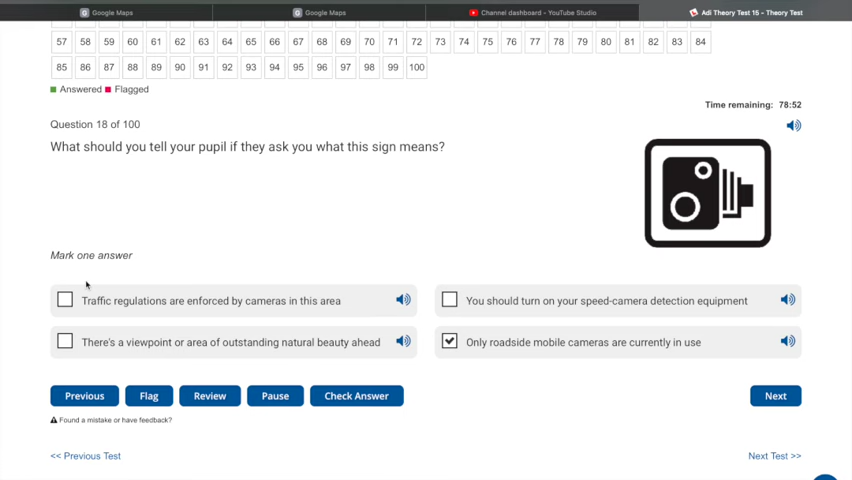 Google Maps
Google Maps
Channel dashboard - YouTube Studio
Adi Theory Test 15 - Theory Test
57 58 59 60 61 62 63 64 65 66 67 68 69 70 71 72 73 74 75 76 77 78 79 80 81 82 83 84
85 86 87 88 89 90 91 92 93 94 95 96 97 98 99 100
Answered Flagged
Time remaining: 78:52
Question 18 of 100
What should you tell your pupil if they ask you what this sign means?
Mark one answer
Traffic regulations are enforced by cameras in this area
You should turn on your speed-camera detection equipment
There's a viewpoint or area of outstanding natural beauty ahead
Only roadside mobile cameras are currently in use
Previous Flag Review Pause Check Answer Next
Found a mistake or have feedback?
<< Previous Test Next Test >>